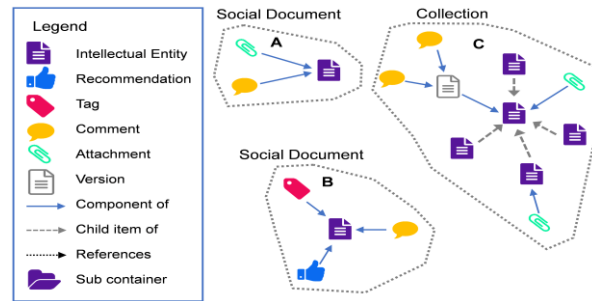 Legend
Intellectual Entity
Recommendation
Tag
Comment
Attachment
Version
Component of
Child item of
References
Sub container
Social Document
A
Social Document
B
Collection
C